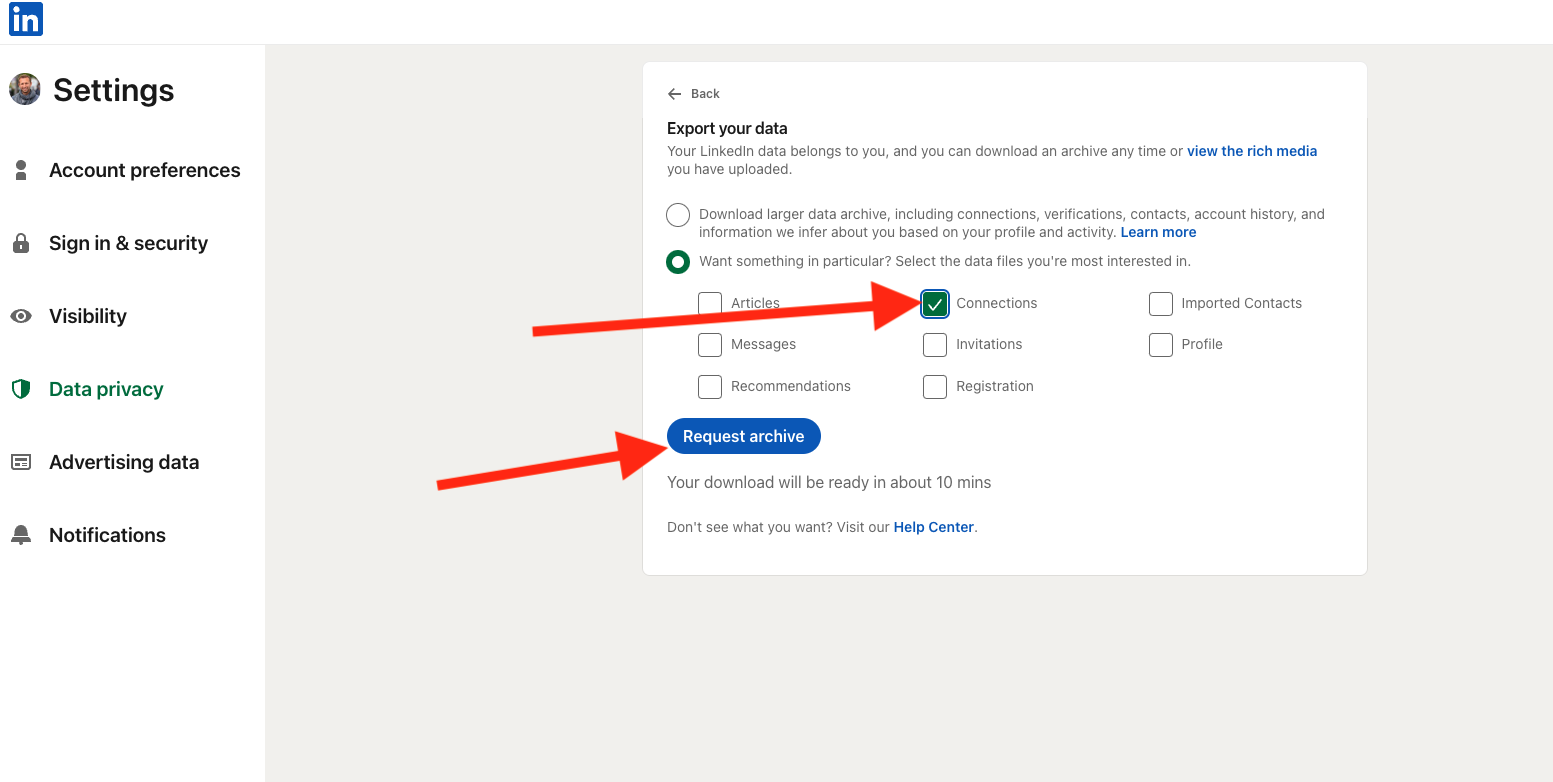 in
Settings
Account preferences
Sign in & security
Visibility
Data privacy
Advertising data
Notifications
Back
Export your data
Your LinkedIn data belongs to you, and you can download an archive any time or view the rich media
you have uploaded.
Download larger data archive, including connections, verifications, contacts, account history, and
information we infer about you based on your profile and activity. Learn more
Want something in particular? Select the data files you're most interested in.
Articles
Connections
Imported Contacts
Messages
Invitations
Profile
Recommendations
Registration
Request archive
Your download will be ready in about 10 mins
Don't see what you want? Visit our Help Center.